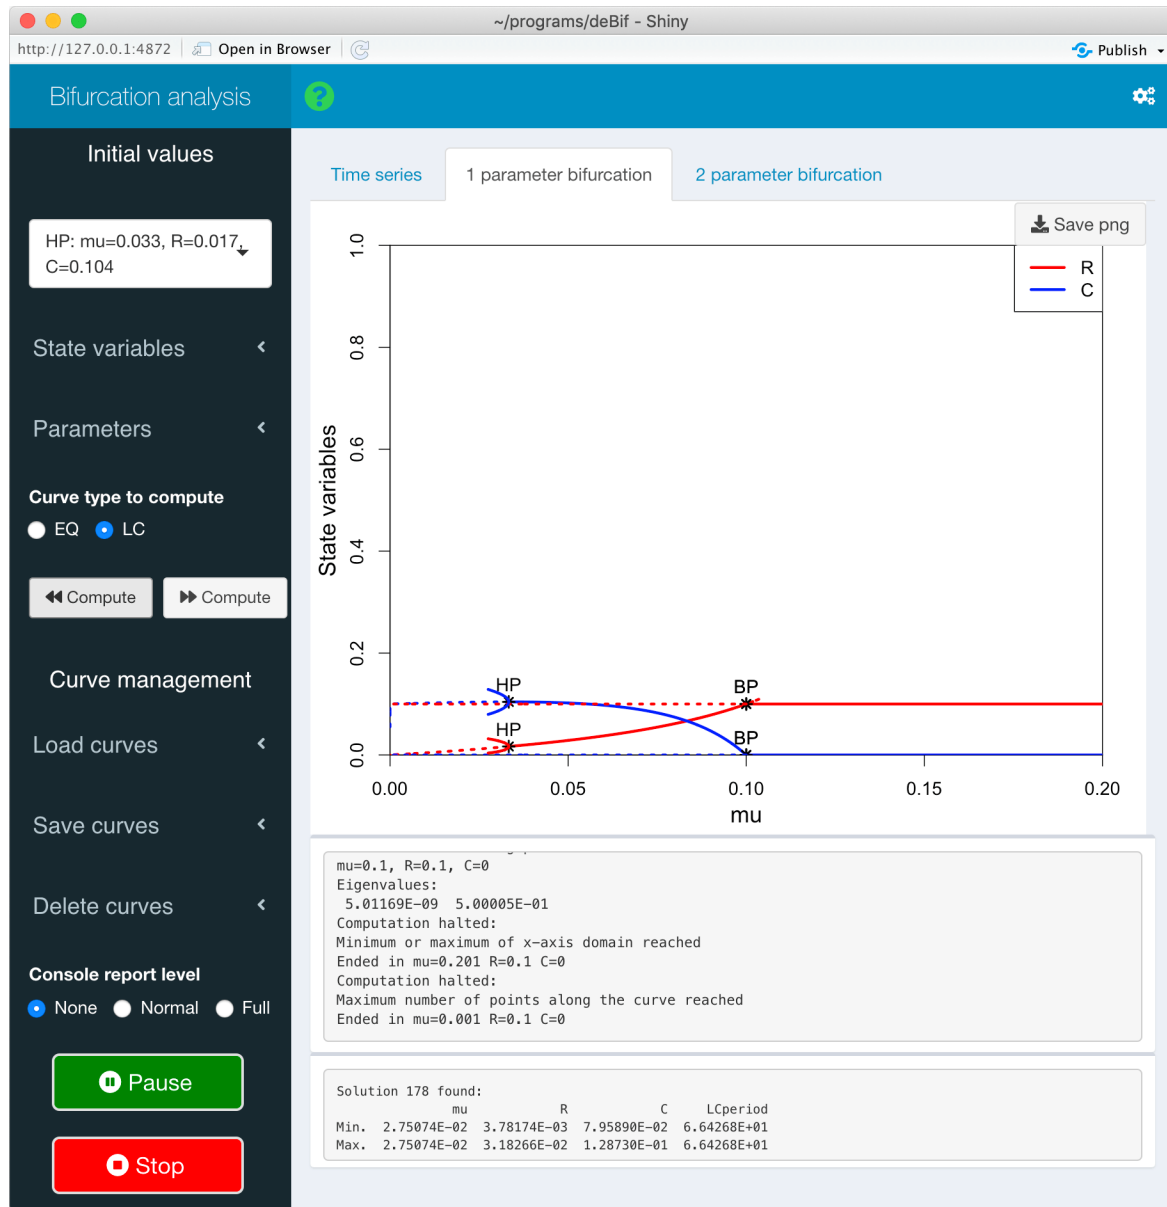 ~/programs/deBif - Shiny
http://127.0.0.1:4872
Open in Browser
Publish
Bifurcation analysis
?
Initial values
HP: mu=0.033, R=0.017,
C=0.104
State variables
Parameters
Curve type to compute
EQ LC
Compute Compute
Curve management
Load curves
Save curves
Delete curves
Console report level
None Normal Full
Pause
Stop
Time series 1 parameter bifurcation 2 parameter bifurcation
Save png
R
C
State variables
1.0
0.8
0.6
0.4
0.2
0.0
HP
HP
BP
BP
0.00 0.05 0.10 0.15 0.20
mu
mu=0.1, R=0.1, C=0
Eigenvalues:
5.01169E-09 5.00005E-01
Computation halted:
Minimum or maximum of x-axis domain reached
Ended in mu=0.201 R=0.1 C=0
Computation halted:
Maximum number of points along the curve reached
Ended in mu=0.001 R=0.1 C=0
Solution 178 found:
mu R C LCperiod
Min. 2.75074E-02 3.78174E-03 7.95890E-02 6.64268E+01
Max. 2.75074E-02 3.18266E-02 1.28730E-01 6.64268E+01